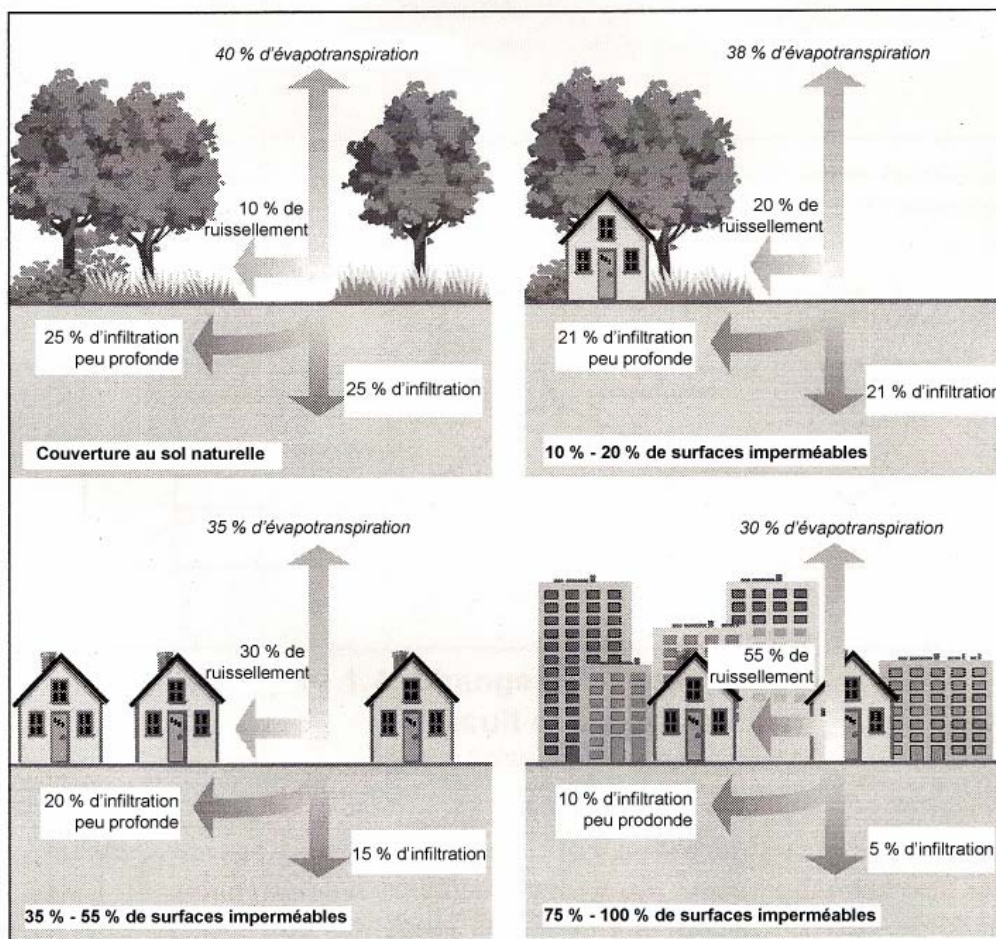 40 % d'évapotranspiration
10 % de
ruissellement
25 % d'infiltration
peu profonde
25 % d'infiltration
Couverture au sol naturelle
38 % d'évapotranspiration
20 % de
ruissellement
21 % d'infiltration
peu profonde
21 % d'infiltration
10 % - 20 % de surfaces imperméables
35 % d'évapotranspiration
30 % de
ruissellement
20 % d'infiltration
peu profonde
15 % d'infiltration
35 % - 55 % de surfaces imperméables
30 % d'évapotranspiration
55 % de
ruissellement
10 % d'infiltration
peu prodonde
5 % d'infiltration
75 % - 100 % de surfaces imperméables